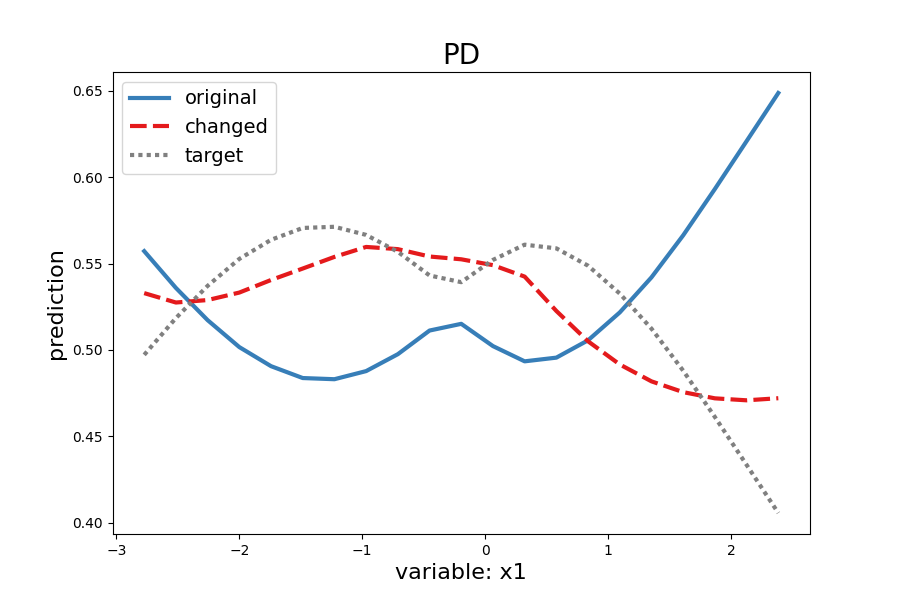 PD
original
changed
target
prediction
0.65
0.60
0.55
0.50
0.45
0.40
−3 −2 −1 0 1 2
variable: x1